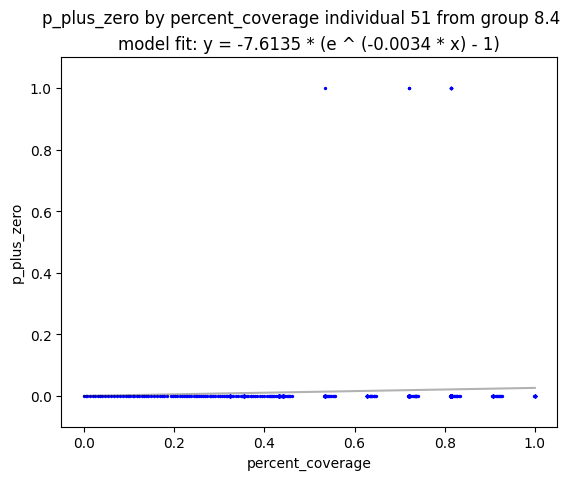 p_plus_zero by percent_coverage individual 51 from group 8.4
model fit: y = -7.6135 * (e ^ (-0.0034 * x) - 1)
1.0
0.8
0.6
0.4
0.2
0.0
p_plus_zero
0.0 0.2 0.4 0.6 0.8 1.0
percent_coverage